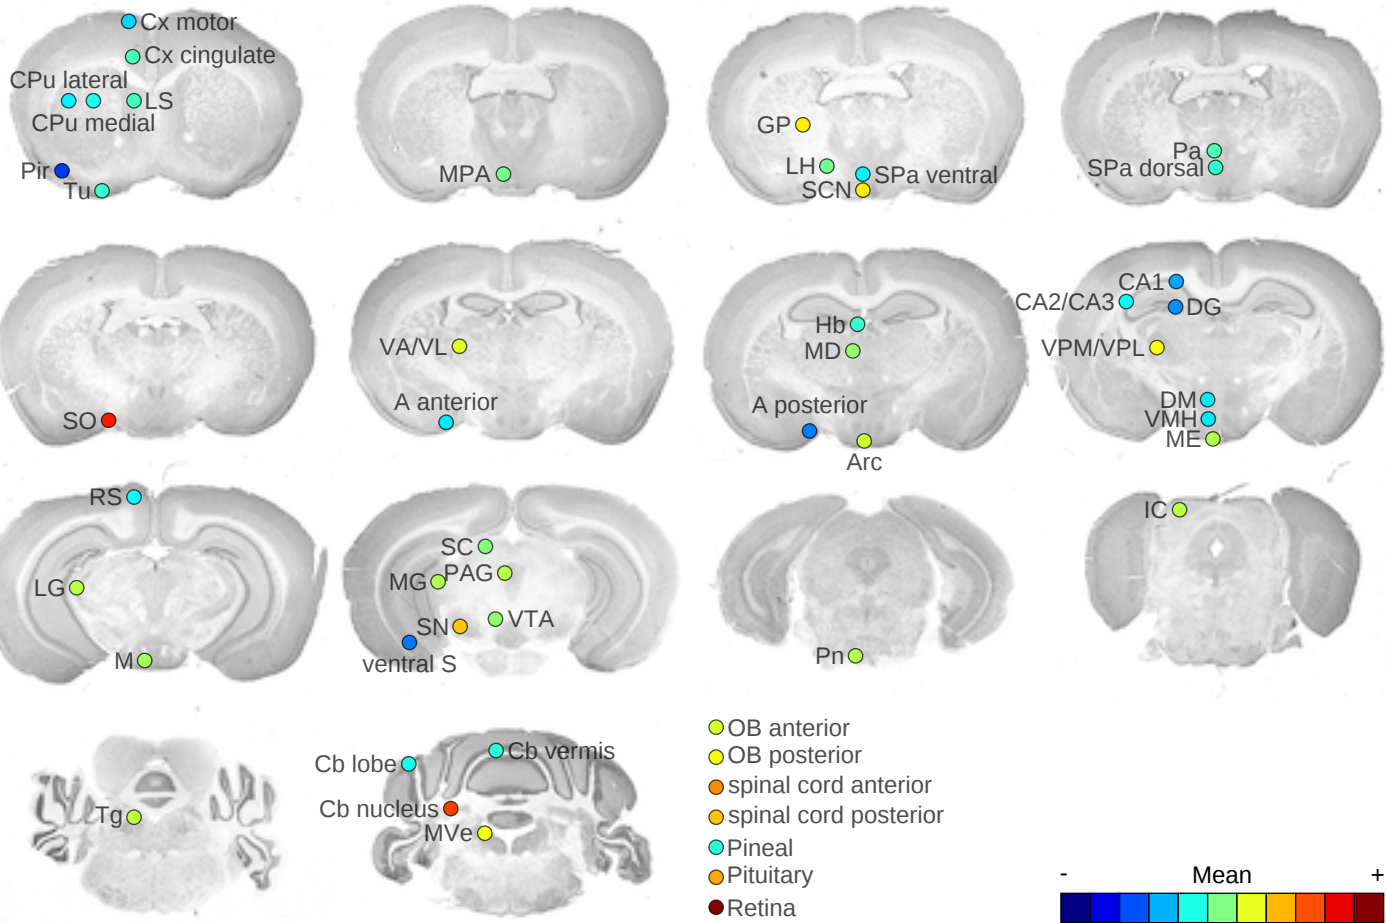 Cx motor
Cx cingulate
CPu lateral
LS
CPu medial
Pir
Tu
MPA
GP
LH
SPa ventral
SCN
Pa
SPa dorsal
SO
VA/VL
A anterior
Hb
MD
A posterior
Arc
CA1
CA2/CA3
DG
VPM/VPL
DM
VMH
ME
RS
LG
M
SC
MG
PAG
SN
VTA
ventral S
Pn
IC
Tg
Cb lobe
Cb vermis
Cb nucleus
MVe
OB anterior
OB posterior
spinal cord anterior
spinal cord posterior
Pineal
Pituitary
Retina
- Mean +